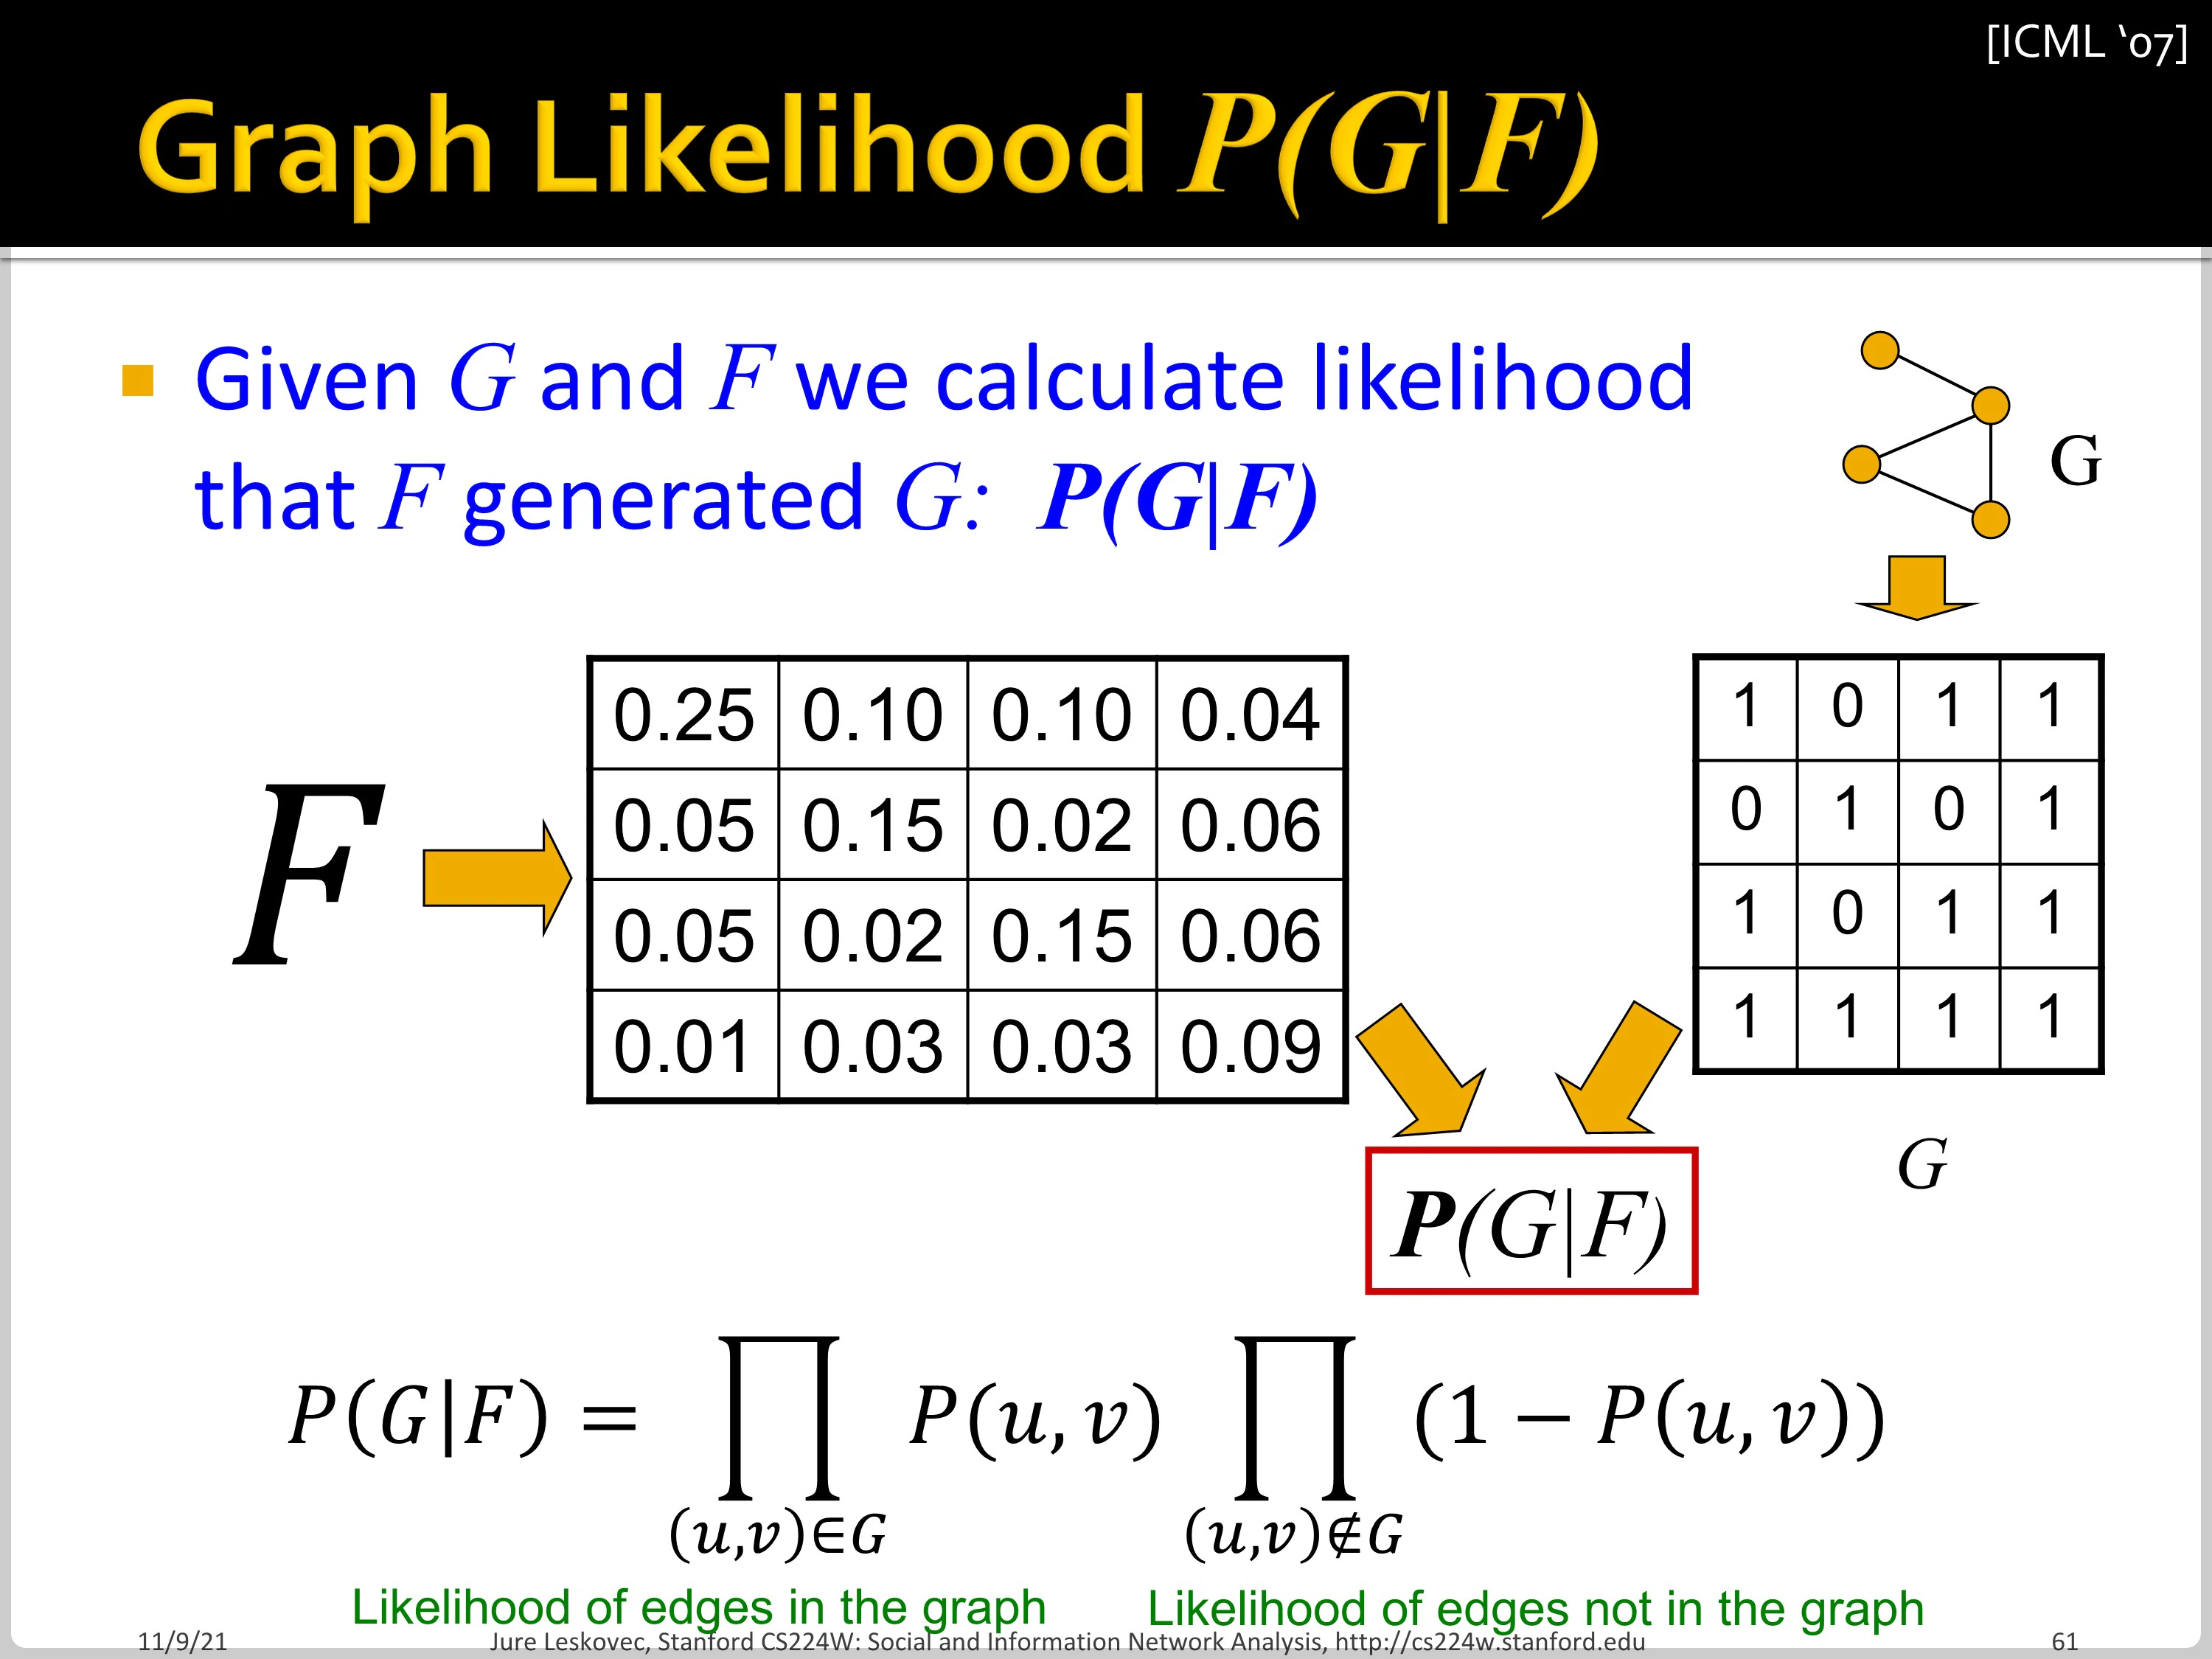 [ICML ‘07]
Graph Likelihood P(G|F)
Given G and F we calculate likelihood
that F generated G: P(G|F)
G
F
0.25 0.10 0.10 0.04
0.05 0.15 0.02 0.06
0.05 0.02 0.15 0.06
0.01 0.03 0.03 0.09
1 0 1 1
0 1 0 1
1 0 1 1
1 1 1 1
G
P(G|F)
P(G|F) = ∏ P(u, v) ∏ (1 − P(u, v))
(u,v)∈G (u,v)∉G
Likelihood of edges in the graph Likelihood of edges not in the graph
11/9/21 Jure Leskovec, Stanford CS224W: Social and Information Network Analysis, http://cs224w.stanford.edu 61